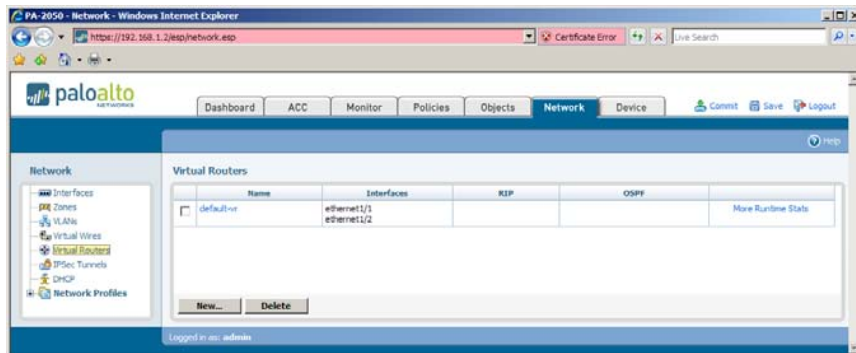 PA-2050 - Network - Windows Internet Explorer
https://192.168.1.2/esp/network.esp
Certificate Error
Live Search
paloalto
NETWORKS
Dashboard ACC Monitor Policies Objects Network Device
Commit Save Logout
Help
Network
Interfaces
Zones
VLANs
Virtual Wires
Virtual Routers
IPSec Tunnels
DHCP
Network Profiles
Virtual Routers
Name Interfaces RIP OSPF
default-vr ethernet1/1 More Runtime Stats
ethernet1/2
New... Delete
Logged in as: admin